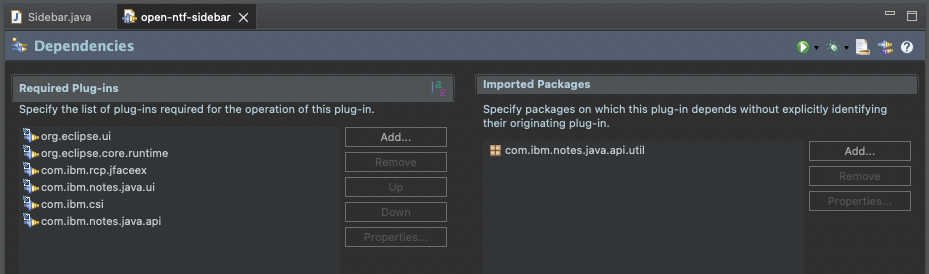 Sidebar.java
open-ntf-sidebar
Dependencies
Required Plug-ins
a
z
Specify the list of plug-ins required for the operation of this plug-in.
org.eclipse.ui
org.eclipse.core.runtime
com.ibm.rcp.jfaceex
com.ibm.notes.java.ui
com.ibm.csi
com.ibm.notes.java.api
Add...
Remove
Up
Down
Properties...
Imported Packages
Specify packages on which this plug-in depends without explicitly identifying
their originating plug-in.
com.ibm.notes.java.api.util
Add...
Remove
Properties...